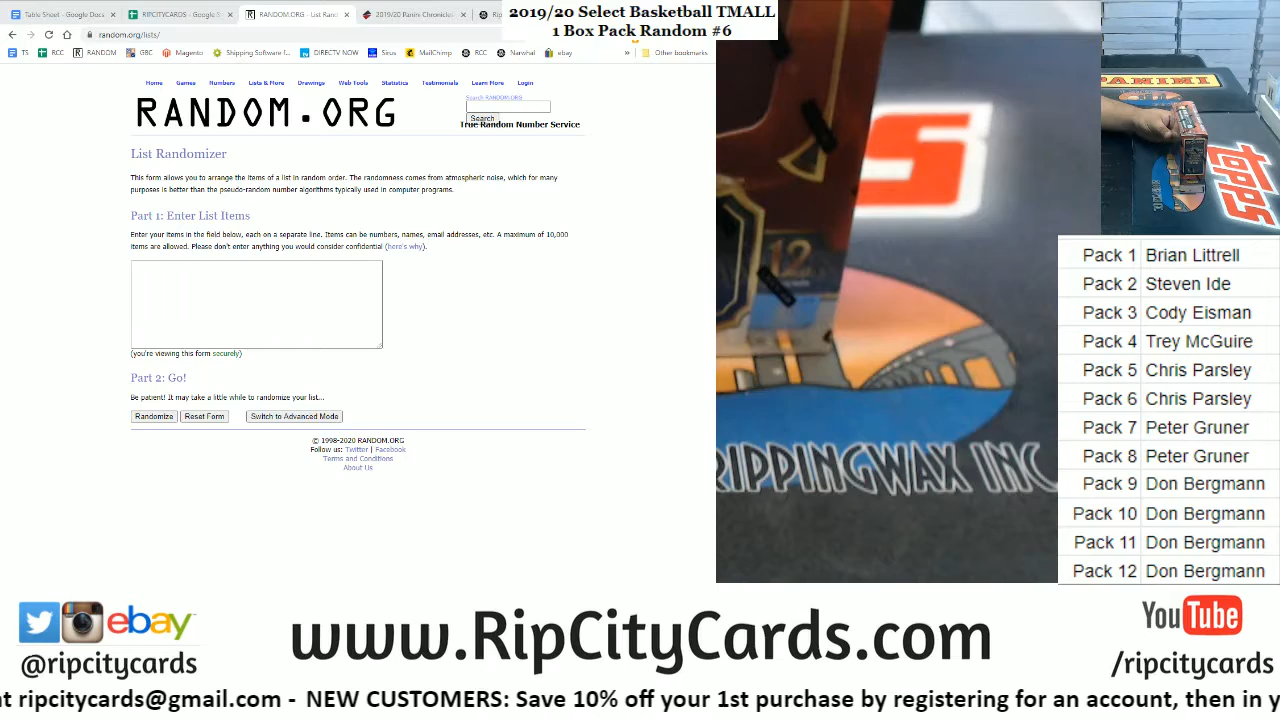 Table Sheet - Google Docs
RIPCITYCARDS - Google S
RANDOM.ORG - List Rand
2019/20 Panini Chronicles
Rip
random.org/lists/
TS
RCC
RANDOM
GBC
Magento
Shipping Software f...
DIRECTV NOW
Sirus
MailChimp
RCC
Narwhal
ebay
»
Other bookmarks
2019/20 Select Basketball TMALL
1 Box Pack Random #6
Home
Games
Numbers
Lists & More
Drawings
Web Tools
Statistics
Testimonials
Learn More
Login
RANDOM.ORG
Search RANDOM.ORG
Search
True Random Number Service
List Randomizer
This form allows you to arrange the items of a list in random order. The randomness comes from atmospheric noise, which for many
purposes is better than the pseudo-random number algorithms typically used in computer programs.
Part 1: Enter List Items
Enter your items in the field below, each on a separate line. Items can be numbers, names, email addresses, etc. A maximum of 10,000
items are allowed. Please don't enter anything you would consider confidential (here's why).
(you're viewing this form securely)
Part 2: Go!
Be patient! It may take a little while to randomize your list...
Randomize
Reset Form
Switch to Advanced Mode
© 1998-2020 RANDOM.ORG
Follow us: Twitter | Facebook
Terms and Conditions
About Us
S
12
RIPPINGWAX INC
PANINI
topps
Pack 1 Brian Littrell
Pack 2 Steven Ide
Pack 3 Cody Eisman
Pack 4 Trey McGuire
Pack 5 Chris Parsley
Pack 6 Chris Parsley
Pack 7 Peter Gruner
Pack 8 Peter Gruner
Pack 9 Don Bergmann
Pack 10 Don Bergmann
Pack 11 Don Bergmann
Pack 12 Don Bergmann
ebay
@ripcitycards
www.RipCityCards.com
YouTube
/ripcitycards
at ripcitycards@gmail.com - NEW CUSTOMERS: Save 10% off your 1st purchase by registering for an account, then in y